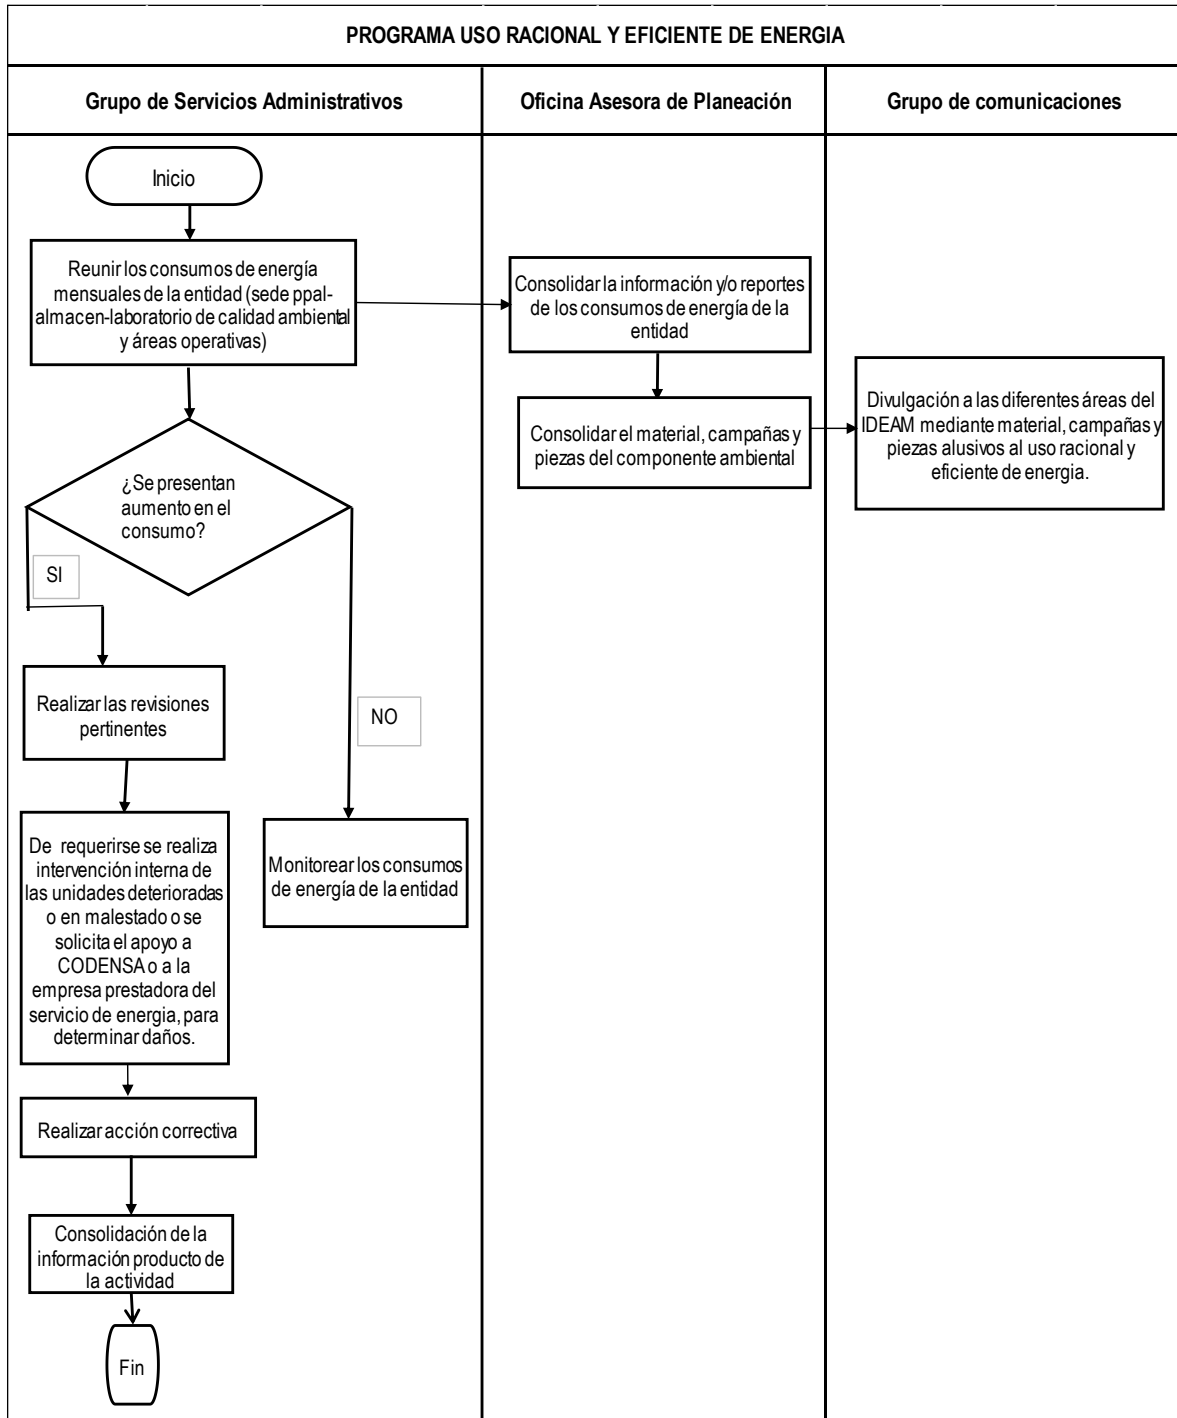 PROGRAMA USO RACIONAL Y EFICIENTE DE ENERGIA
Grupo de Servicios Administrativos
Oficina Asesora de Planeación
Grupo de comunicaciones
Inicio
Reunir los consumos de energía
mensuales de la entidad (sede ppal-
almacen-laboratorio de calidad ambiental
y áreas operativas)
Consolidar la información y/o reportes
de los consumos de energía de la
entidad
Consolidar el material, campañas y
piezas del componente ambiental
Divulgación a las diferentes áreas del
IDEAM mediante material, campañas y
piezas alusivos al uso racional y
eficiente de energia.
¿Se presentan
aumento en el
consumo?
SI
NO
Realizar las revisiones
pertinentes
Monitorear los consumos
de energía de la entidad
De requerirse se realiza
intervención interna de
las unidades deterioradas
o en malestado o se
solicita el apoyo a
CODENSA o a la
empresa prestadora del
servicio de energia, para
determinar daños.
Realizar acción correctiva
Consolidación de la
información producto de
la actividad
Fin